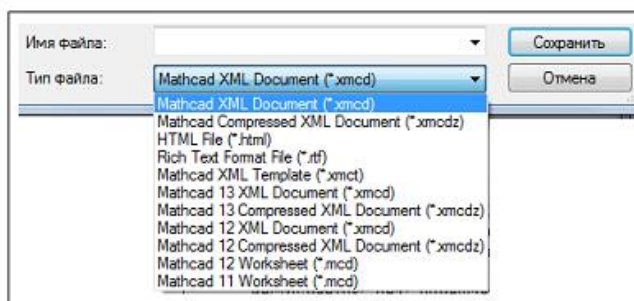 Имя файла:
Сохранить
Тип файла:
Mathcad XML Document (*.xmcd)
Отмена
Mathcad XML Document (*.xmcd)
Mathcad Compressed XML Document (*.xmcdz)
HTML File (*.html)
Rich Text Format File (*.rtf)
Mathcad XML Template (*.xmct)
Mathcad 13 XML Document (*.xmcd)
Mathcad 13 Compressed XML Document (*.xmcdz)
Mathcad 12 XML Document (*.xmcd)
Mathcad 12 Compressed XML Document (*.xmcdz)
Mathcad 12 Worksheet (*.mcd)
Mathcad 11 Worksheet (*.mcd)